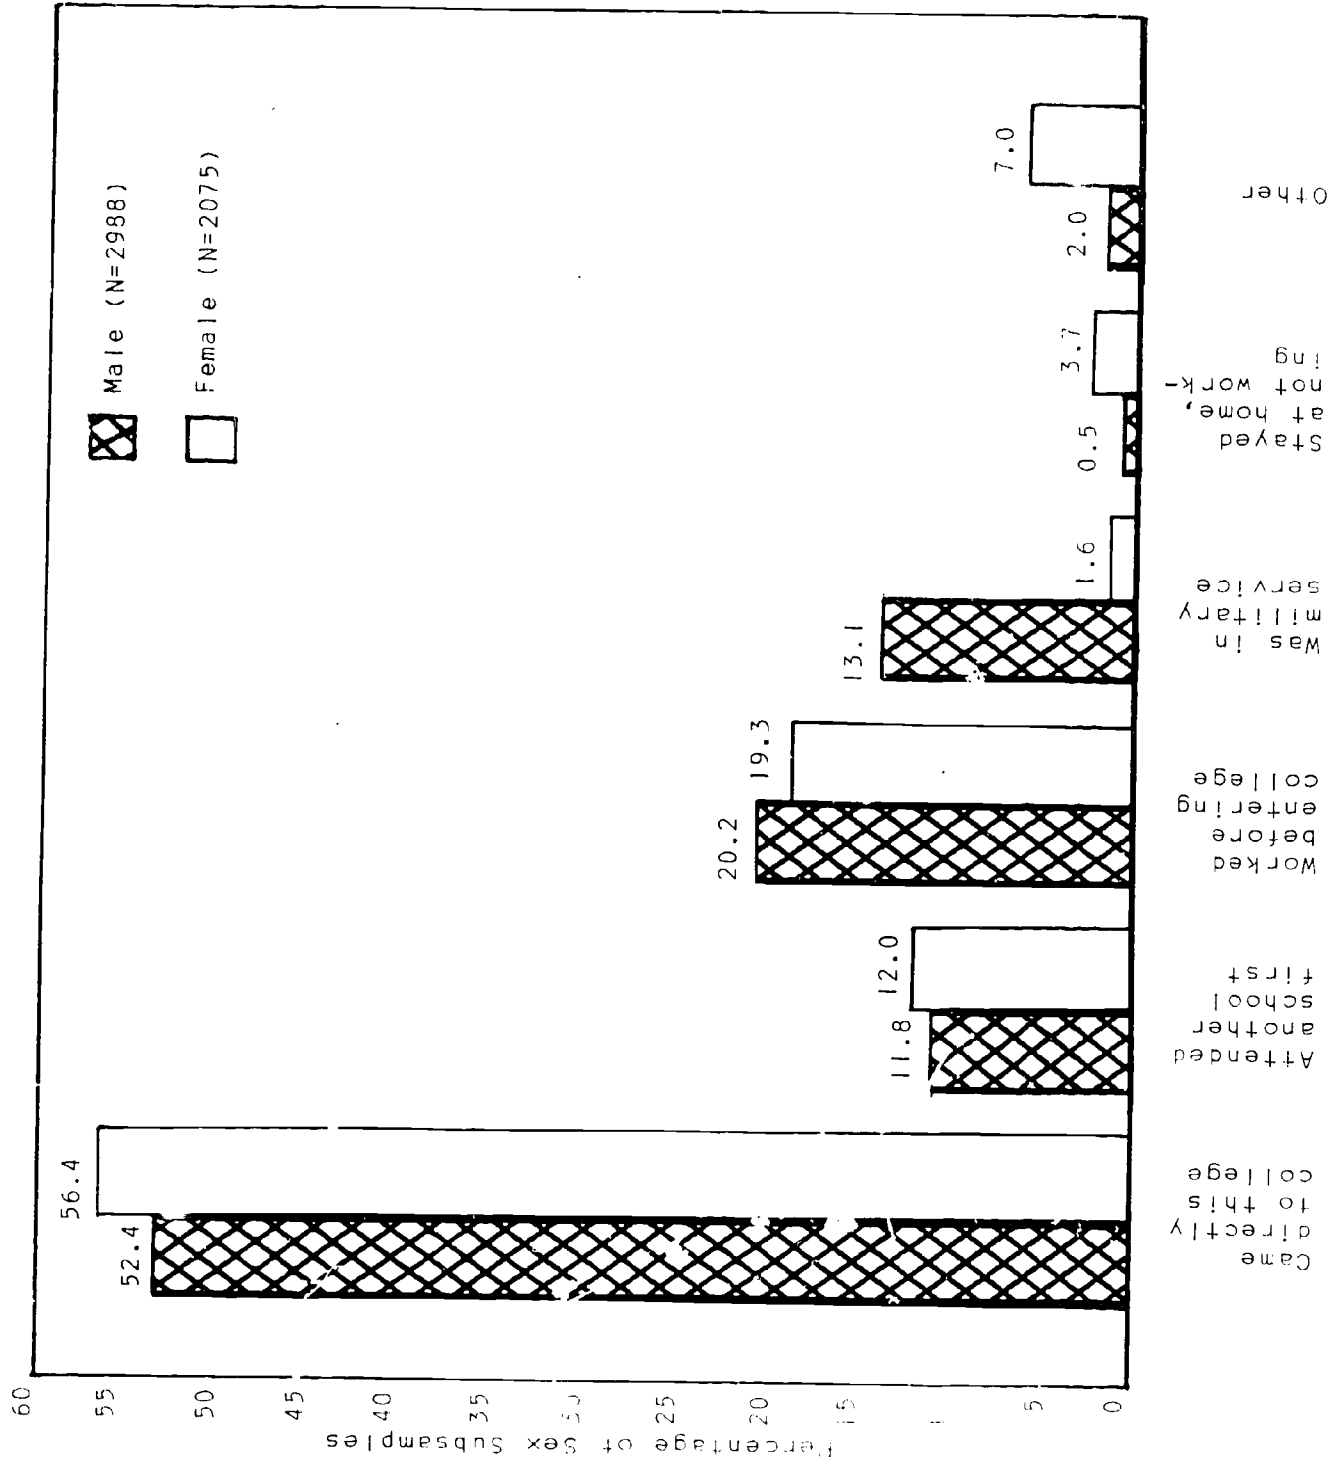 Percentage of Sex Subsamples
60
55
50
45
40
35
25
20
15
5
0
Male (N=2988)
Female (N=2075)
52.4
56.4
11.8
12.0
20.2
19.3
13.1
1.6
0.5
3.7
2.0
7.0
Came
directly
to this
college
Attended
another
school
first
Worked
before
entering
college
Was in
military
service
Stayed
at home,
not work-
ing
Other